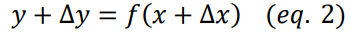 y + Δy = f(x + Δx) (eq. 2)